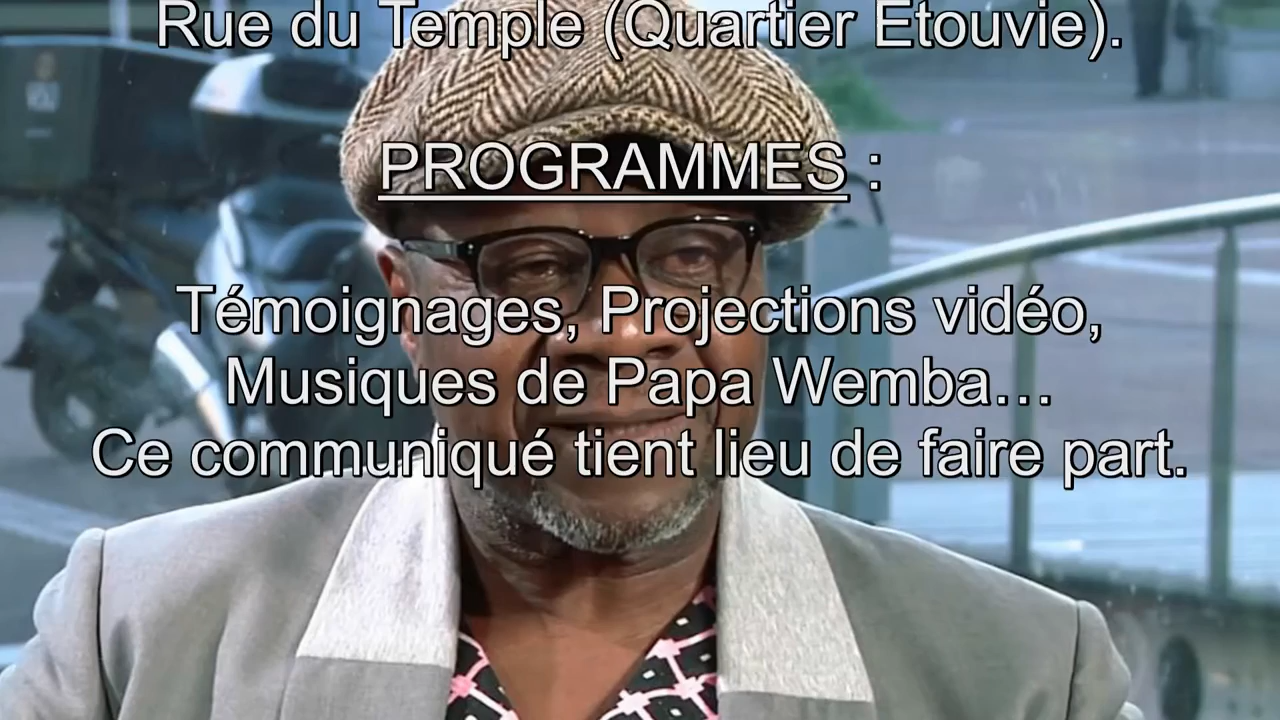 Rue du Temple (Quartier Etouvie).
PROGRAMMES :
Témoignages, Projections vidéo,
Musiques de Papa Wemba…
Ce communiqué tient lieu de faire part.